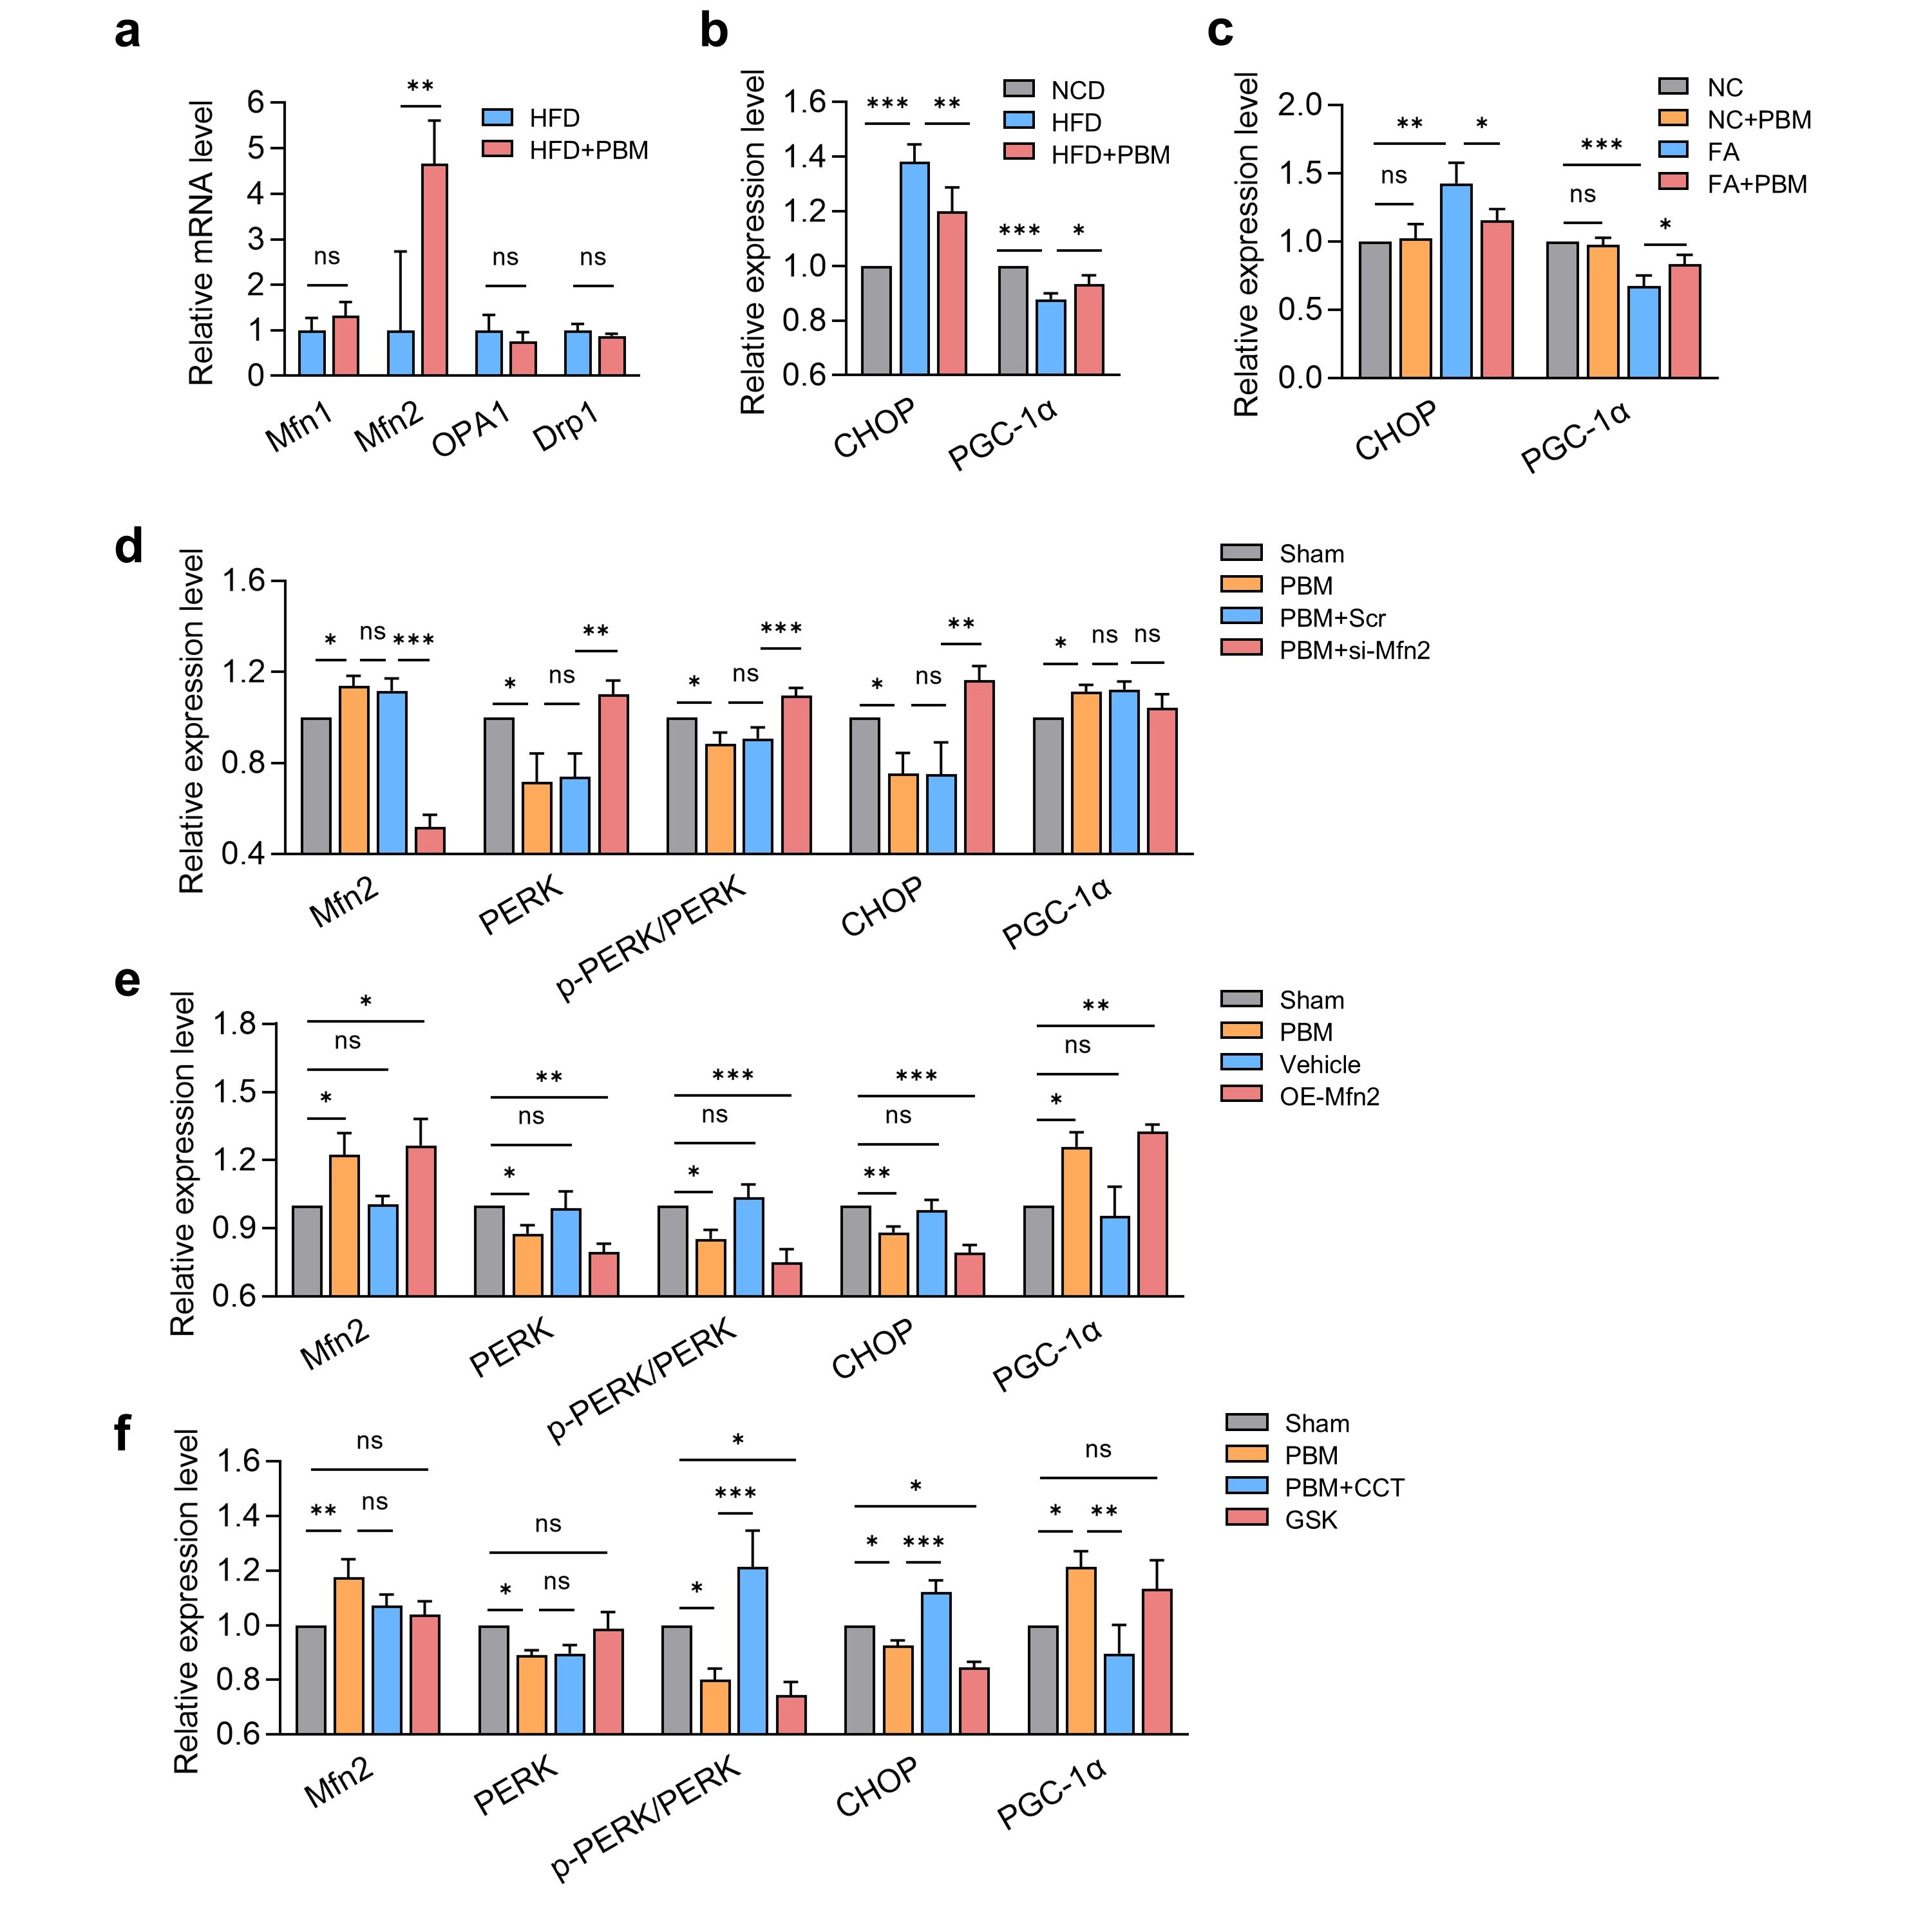 a
Relative mRNA level
6
5
4
3
2
1
0
ns
**
ns
ns
HFD
HFD+PBM
Mfn1
Mfn2
OPA1
Drp1
b
Relative expression level
1.6
1.4
1.2
1.0
0.8
0.6
***
**
***
*
NCD
HFD
HFD+PBM
CHOP
PGC-1α
c
Relative expression level
2.0
1.5
1.0
0.5
0.0
**
*
ns
***
ns
*
NC
NC+PBM
FA
FA+PBM
CHOP
PGC-1α
d
Relative expression level
1.6
1.2
0.8
0.4
*
ns
***
*
ns
**
*
ns
***
*
ns
**
*
ns
ns
Sham
PBM
PBM+Scr
PBM+si-Mfn2
Mfn2
PERK
p-PERK/PERK
CHOP
PGC-1α
e
Relative expression level
1.8
1.5
1.2
0.9
0.6
*
ns
*
**
ns
*
***
ns
*
***
ns
**
**
ns
*
Sham
PBM
Vehicle
OE-Mfn2
Mfn2
PERK
p-PERK/PERK
CHOP
PGC-1α
f
Relative expression level
1.6
1.4
1.2
1.0
0.8
0.6
ns
**
ns
ns
*
ns
*
***
*
*
*
***
ns
*
**
Sham
PBM
PBM+CCT
GSK
Mfn2
PERK
p-PERK/PERK
CHOP
PGC-1α